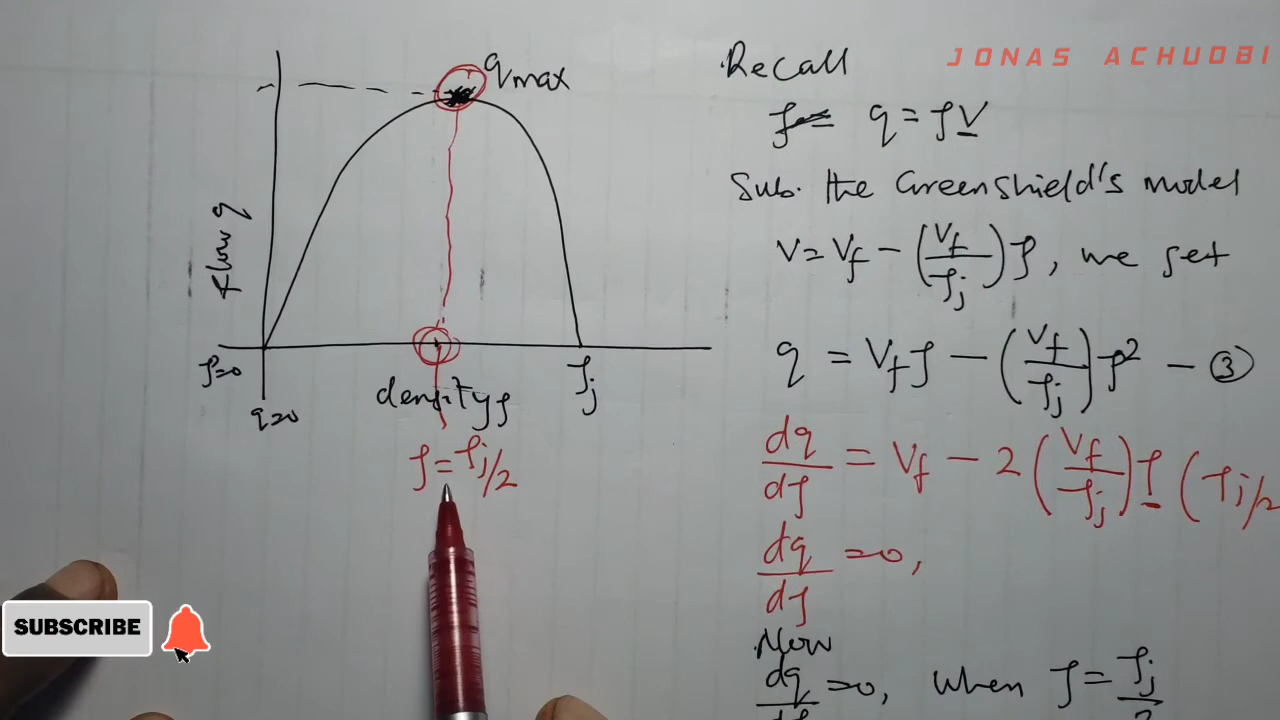 JONAS ACHUOBI
qmax
flow q
ρ=0
q=0
density ρ
ρj
ρ = ρj/2
Recall
q = ρV
Sub. the Greenshield's model
V = Vf - (Vf/ρj)ρ, we get
q = Vfρ - (Vf/ρj)ρ² - ③
dq/dρ = Vf - 2(Vf/ρj)ρ (ρj/2
dq/dρ = 0,
Now
dq/dρ = 0, when ρ = ρj/2
SUBSCRIBE